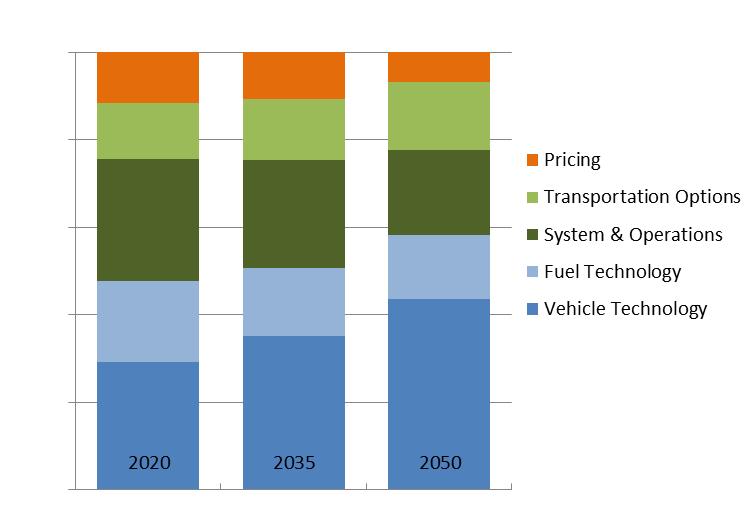 Pricing
Transportation Options
System & Operations
Fuel Technology
Vehicle Technology
2020
2035
2050